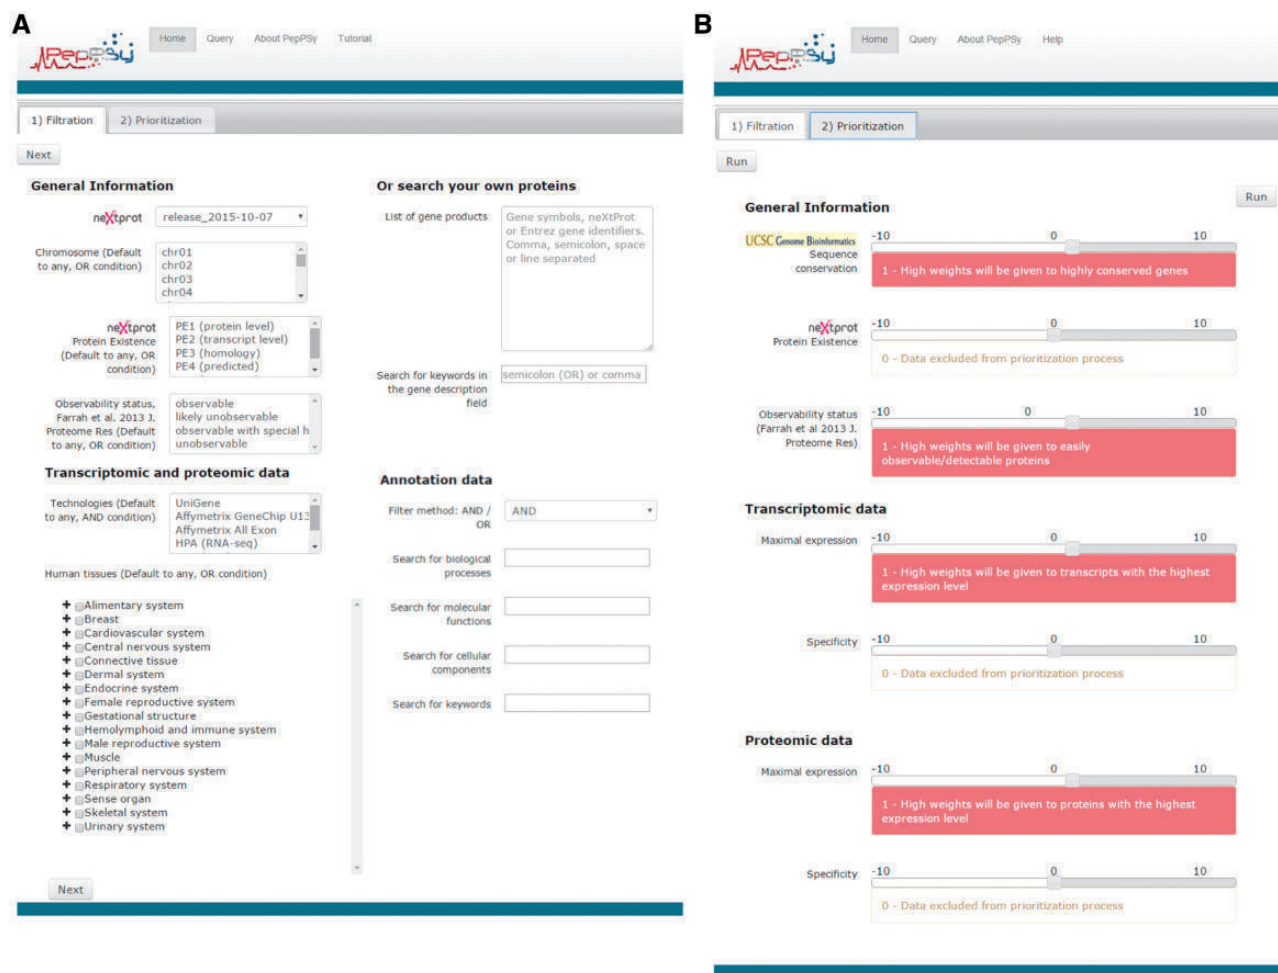 A
PepPSy
Home Query About PepPSy Tutorial
1) Filtration 2) Prioritization
Next
General Information
neXtprot release_2015-10-07
Chromosome (Default
to any, OR condition)
chr01
chr02
chr03
chr04
neXtprot
Protein Existence
(Default to any, OR
condition)
PE1 (protein level)
PE2 (transcript level)
PE3 (homology)
PE4 (predicted)
Observability status,
Farrah et al. 2013 J.
Proteome Res (Default
to any, OR condition)
observable
likely unobservable
observable with special h
unobservable
Transcriptomic and proteomic data
Technologies (Default
to any, AND condition)
UniGene
Affymetrix GeneChip U13
Affymetrix All Exon
HPA (RNA-seq)
Human tissues (Default to any, OR condition)
Alimentary system
Breast
Cardiovascular system
Central nervous system
Connective tissue
Dermal system
Endocrine system
Female reproductive system
Gestational structure
Hemolymphoid and immune system
Male reproductive system
Muscle
Peripheral nervous system
Respiratory system
Sense organ
Skeletal system
Urinary system
Next
Or search your own proteins
List of gene products
Gene symbols, neXtProt
or Entrez gene identifiers.
Comma, semicolon, space
or line separated
Search for keywords in
the gene description
field
semicolon (OR) or comma
Annotation data
Filter method: AND /
OR
AND
Search for biological
processes
Search for molecular
functions
Search for cellular
components
Search for keywords
B
PepPSy
Home Query About PepPSy Help
1) Filtration 2) Prioritization
Run
Run
General Information
UCSC Genome Bioinformatics
Sequence
conservation
-10 0 10
1 - High weights will be given to highly conserved genes
neXtprot
Protein Existence
-10 0 10
0 - Data excluded from prioritization process
Observability status
(Farrah et al 2013 J.
Proteome Res)
-10 0 10
1 - High weights will be given to easily
observable/detectable proteins
Transcriptomic data
Maximal expression
-10 0 10
1 - High weights will be given to transcripts with the highest
expression level
Specificity
-10 0 10
0 - Data excluded from prioritization process
Proteomic data
Maximal expression
-10 0 10
1 - High weights will be given to proteins with the highest
expression level
Specificity
-10 0 10
0 - Data excluded from prioritization process